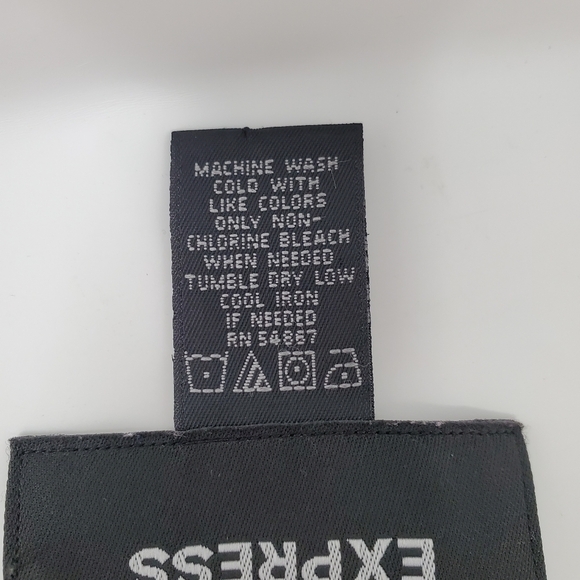 MACHINE WASH
COLD WITH
LIKE COLORS
ONLY NON-
CHLORINE BLEACH
WHEN NEEDED
TUMBLE DRY LOW
COOL IRON
IF NEEDED
RN 54867
EXPRESS